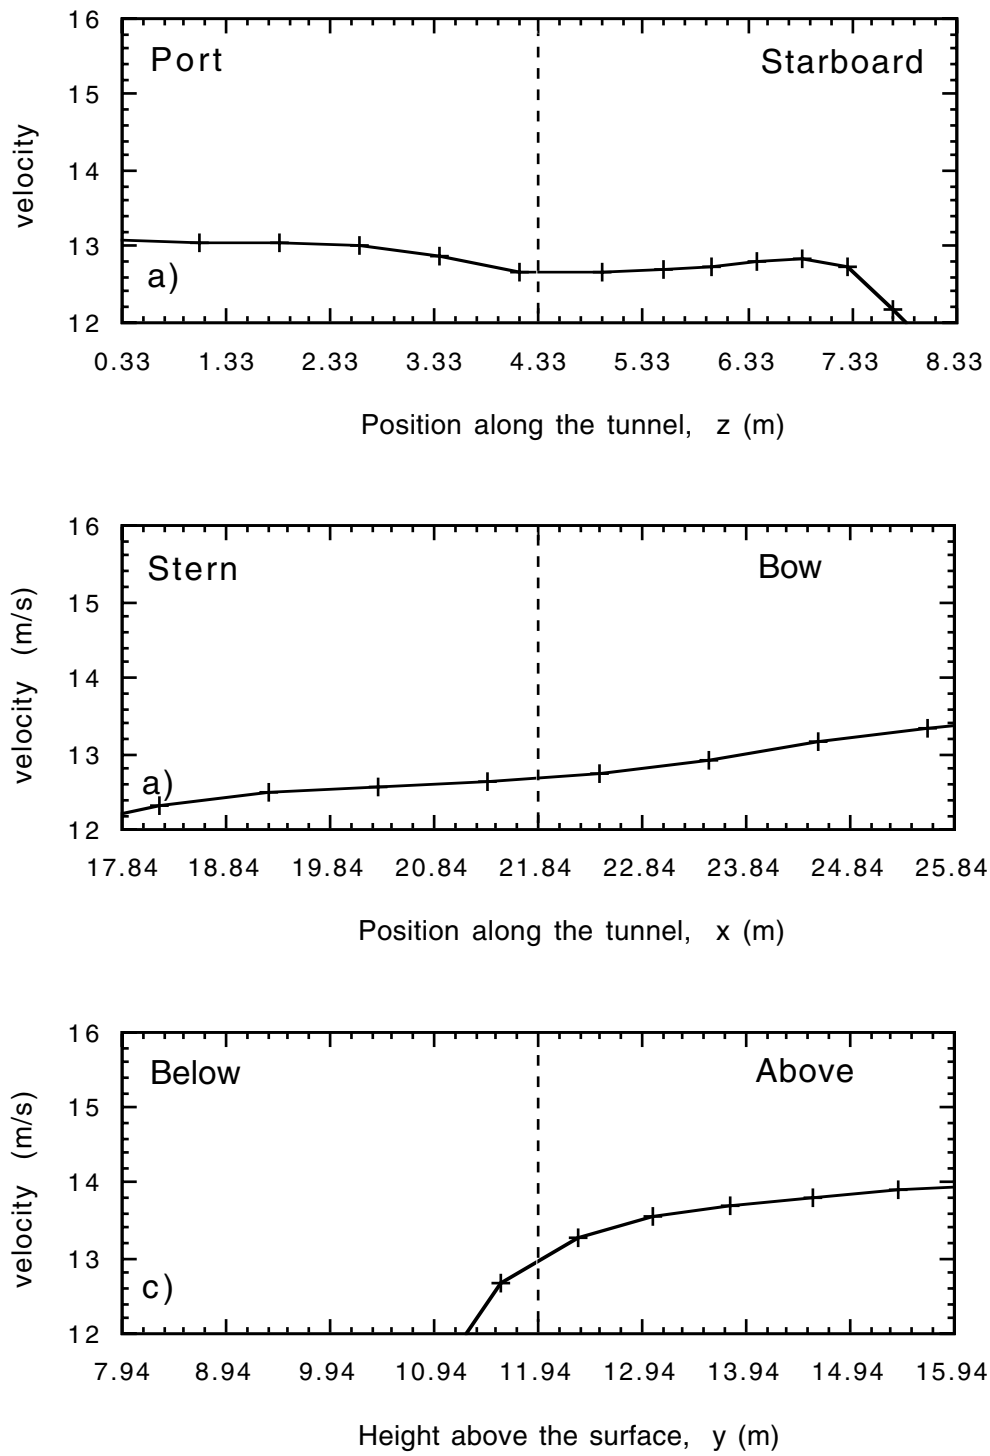 16
Port Starboard
15
velocity
14
13
a)
12
0.33 1.33 2.33 3.33 4.33 5.33 6.33 7.33 8.33
Position along the tunnel, z (m)
16
Stern Bow
15
velocity (m/s)
14
13
a)
12
17.84 18.84 19.84 20.84 21.84 22.84 23.84 24.84 25.84
Position along the tunnel, x (m)
16
Below Above
15
velocity (m/s)
14
13
c)
12
7.94 8.94 9.94 10.94 11.94 12.94 13.94 14.94 15.94
Height above the surface, y (m)